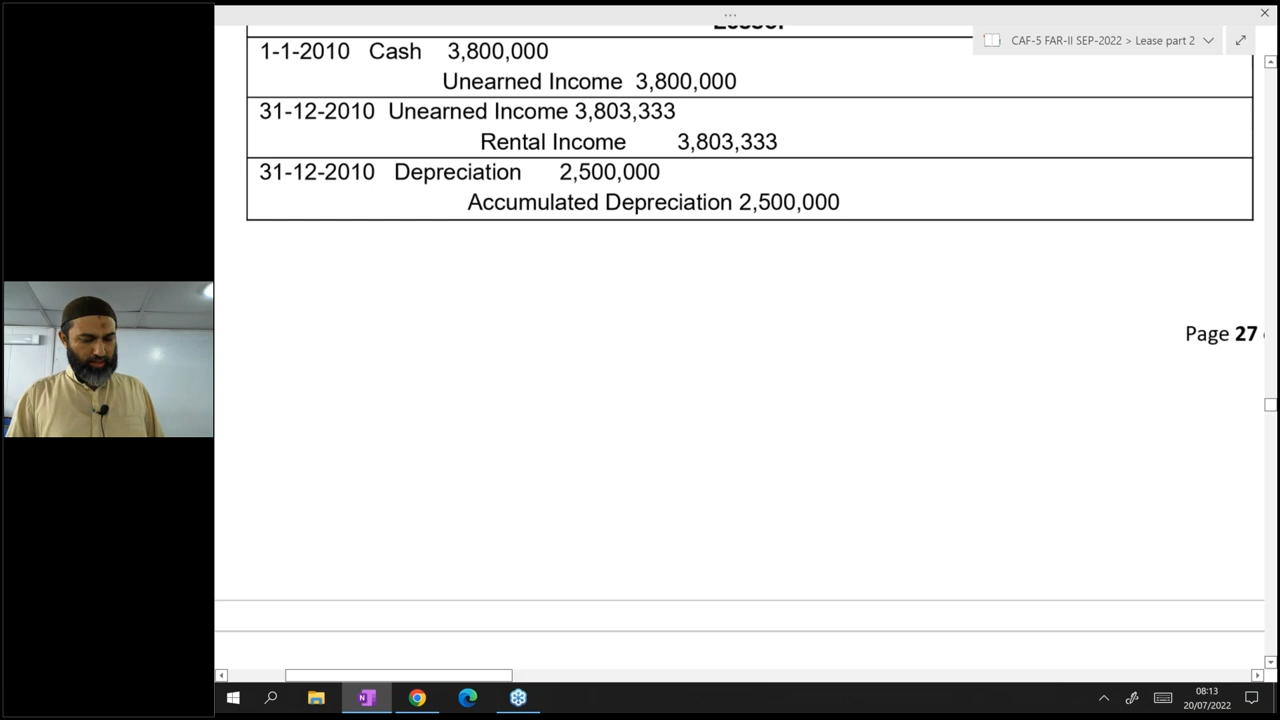 CAF-5 FAR-II SEP-2022 > Lease part 2
1-1-2010 Cash 3,800,000
Unearned Income 3,800,000
31-12-2010 Unearned Income 3,803,333
Rental Income 3,803,333
31-12-2010 Depreciation 2,500,000
Accumulated Depreciation 2,500,000
Page 27
08:13
20/07/2022